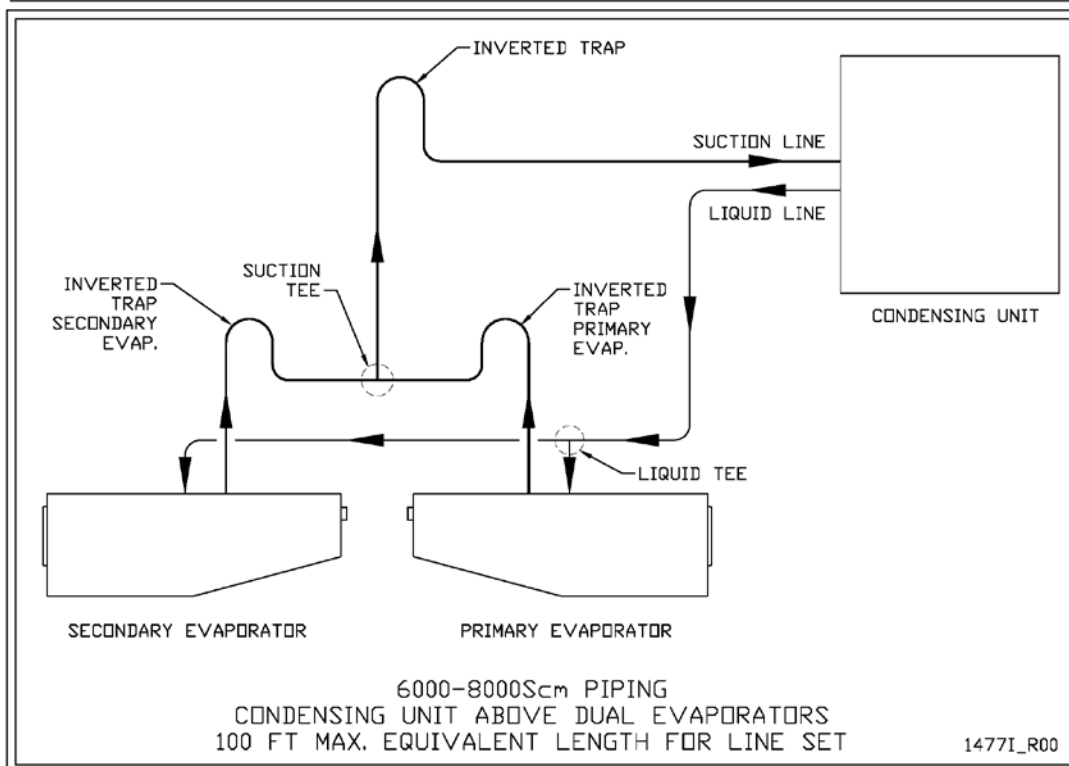 INVERTED TRAP
SUCTION LINE
LIQUID LINE
CONDENSING UNIT
SUCTION
TEE
INVERTED
TRAP
SECONDARY
EVAP.
INVERTED
TRAP
PRIMARY
EVAP.
LIQUID TEE
SECONDARY EVAPORATOR
PRIMARY EVAPORATOR
6000-8000Scm PIPING
CONDENSING UNIT ABOVE DUAL EVAPORATORS
100 FT MAX. EQUIVALENT LENGTH FOR LINE SET
1477I_R00